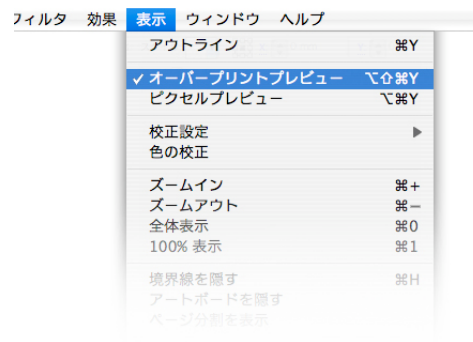 フィルタ 効果 表示 ウィンドウ ヘルプ
アウトライン ⌘Y
✓ オーバープリントプレビュー ⌥⇧⌘Y
ピクセルプレビュー ⌥⌘Y
校正設定 ▶
色の校正
ズームイン ⌘+
ズームアウト ⌘−
全体表示 ⌘0
100% 表示 ⌘1
境界線を隠す ⌘H
アートボードを隠す
ページ分割を表示